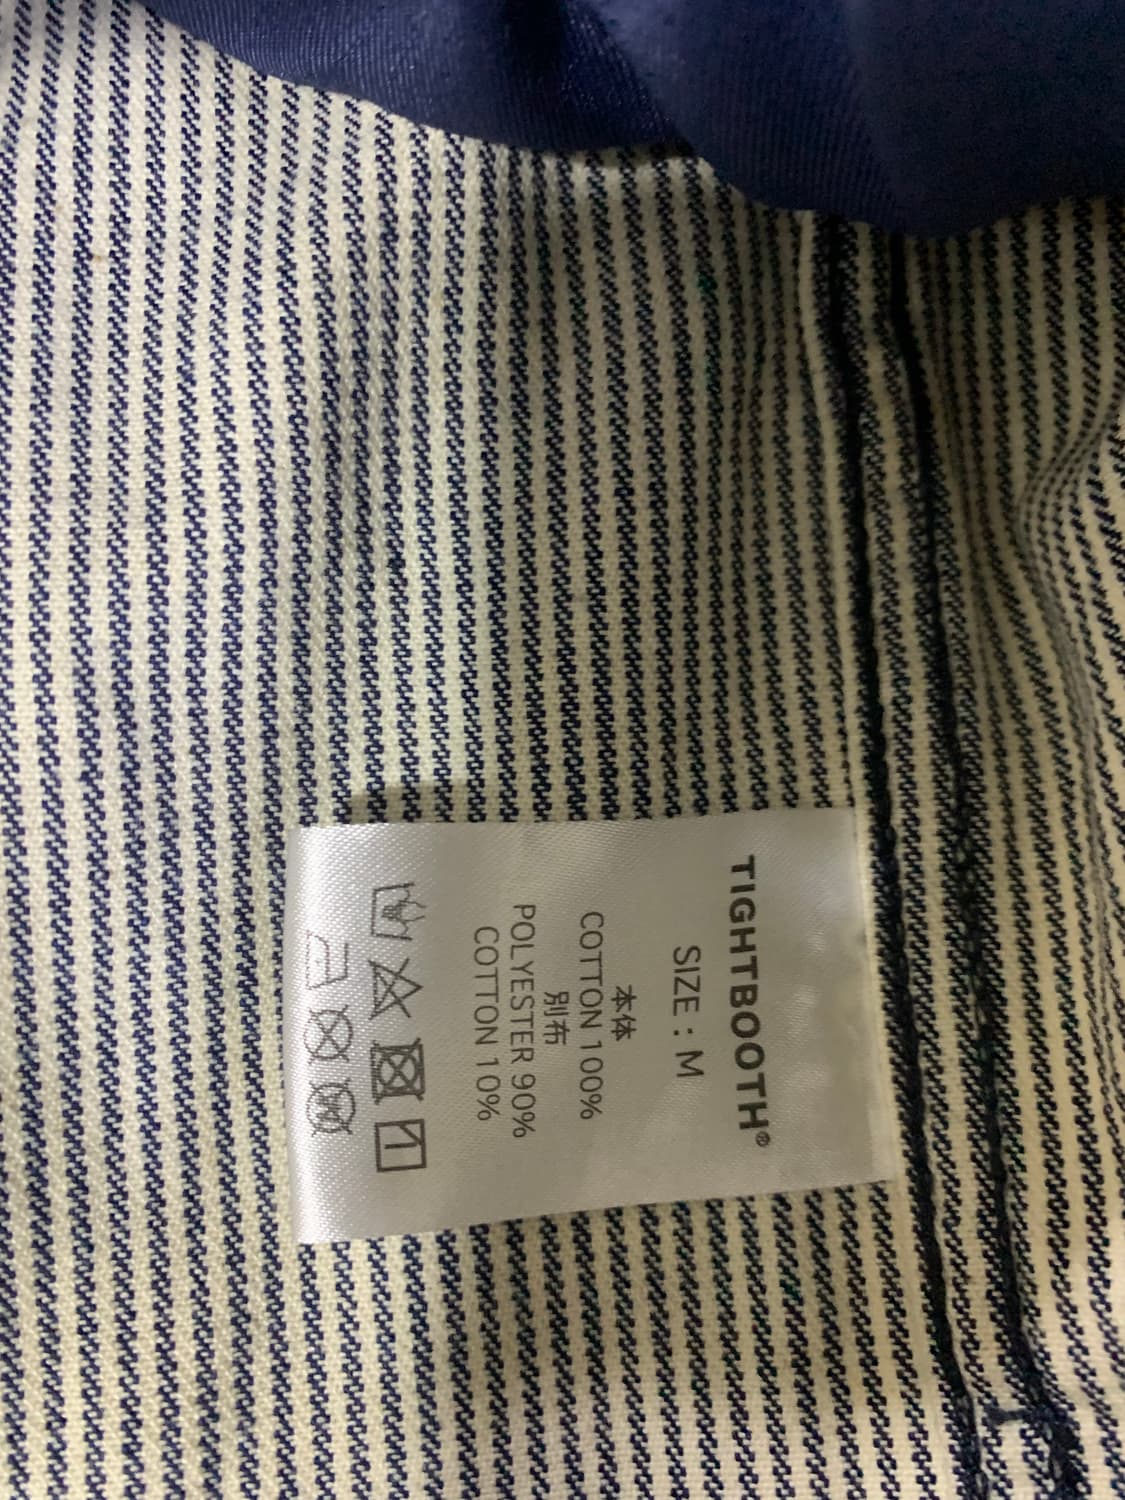 TIGHTBOOTH®
SIZE : M
本体
COTTON 100%
別布
POLYESTER 90%
COTTON 10%